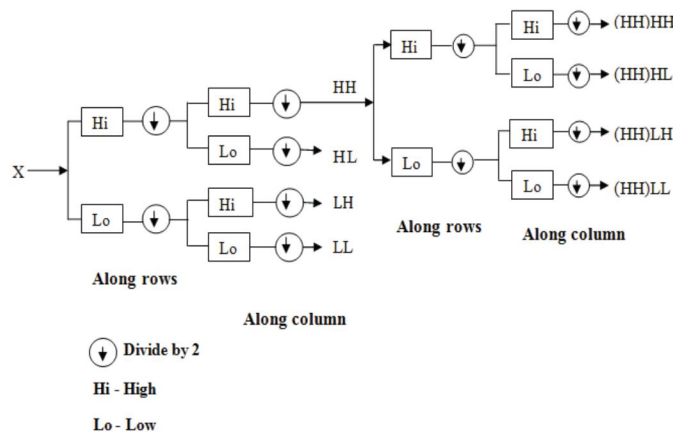 Hi (HH)HH
HH Hi
Hi Lo (HH)HL
Hi
Lo HL Hi (HH)LH
X Lo
Hi LH Lo (HH)LL
Lo
Lo LL Along rows Along column
Along rows
Along column
Divide by 2
Hi - High
Lo - Low